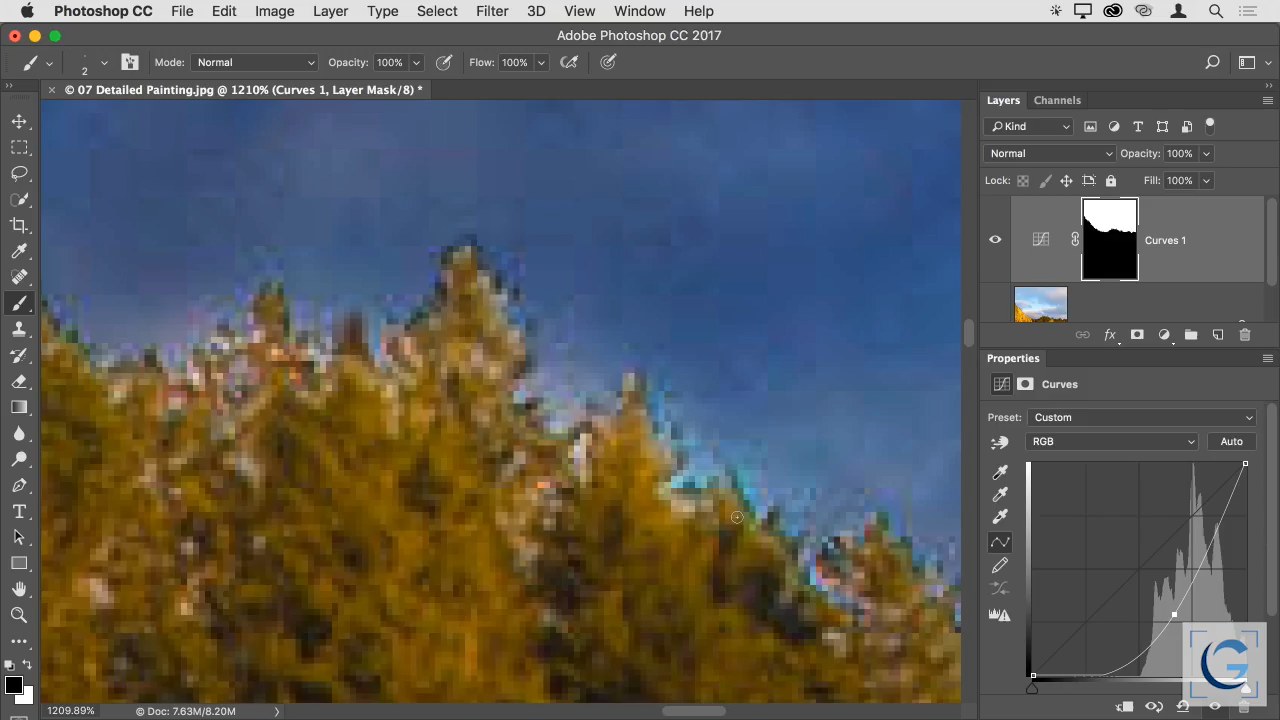 Photoshop CC File Edit Image Layer Type Select Filter 3D View Window Help
Adobe Photoshop CC 2017
2 Mode: Normal Opacity: 100% Flow: 100%
© 07 Detailed Painting.jpg @ 1210% (Curves 1, Layer Mask/8) *
Layers Channels
Kind
Normal Opacity: 100%
Lock: Fill: 100%
Curves 1
fx
Properties
Curves
Preset: Custom
RGB Auto
1209.89% Doc: 7.63M/8.20M